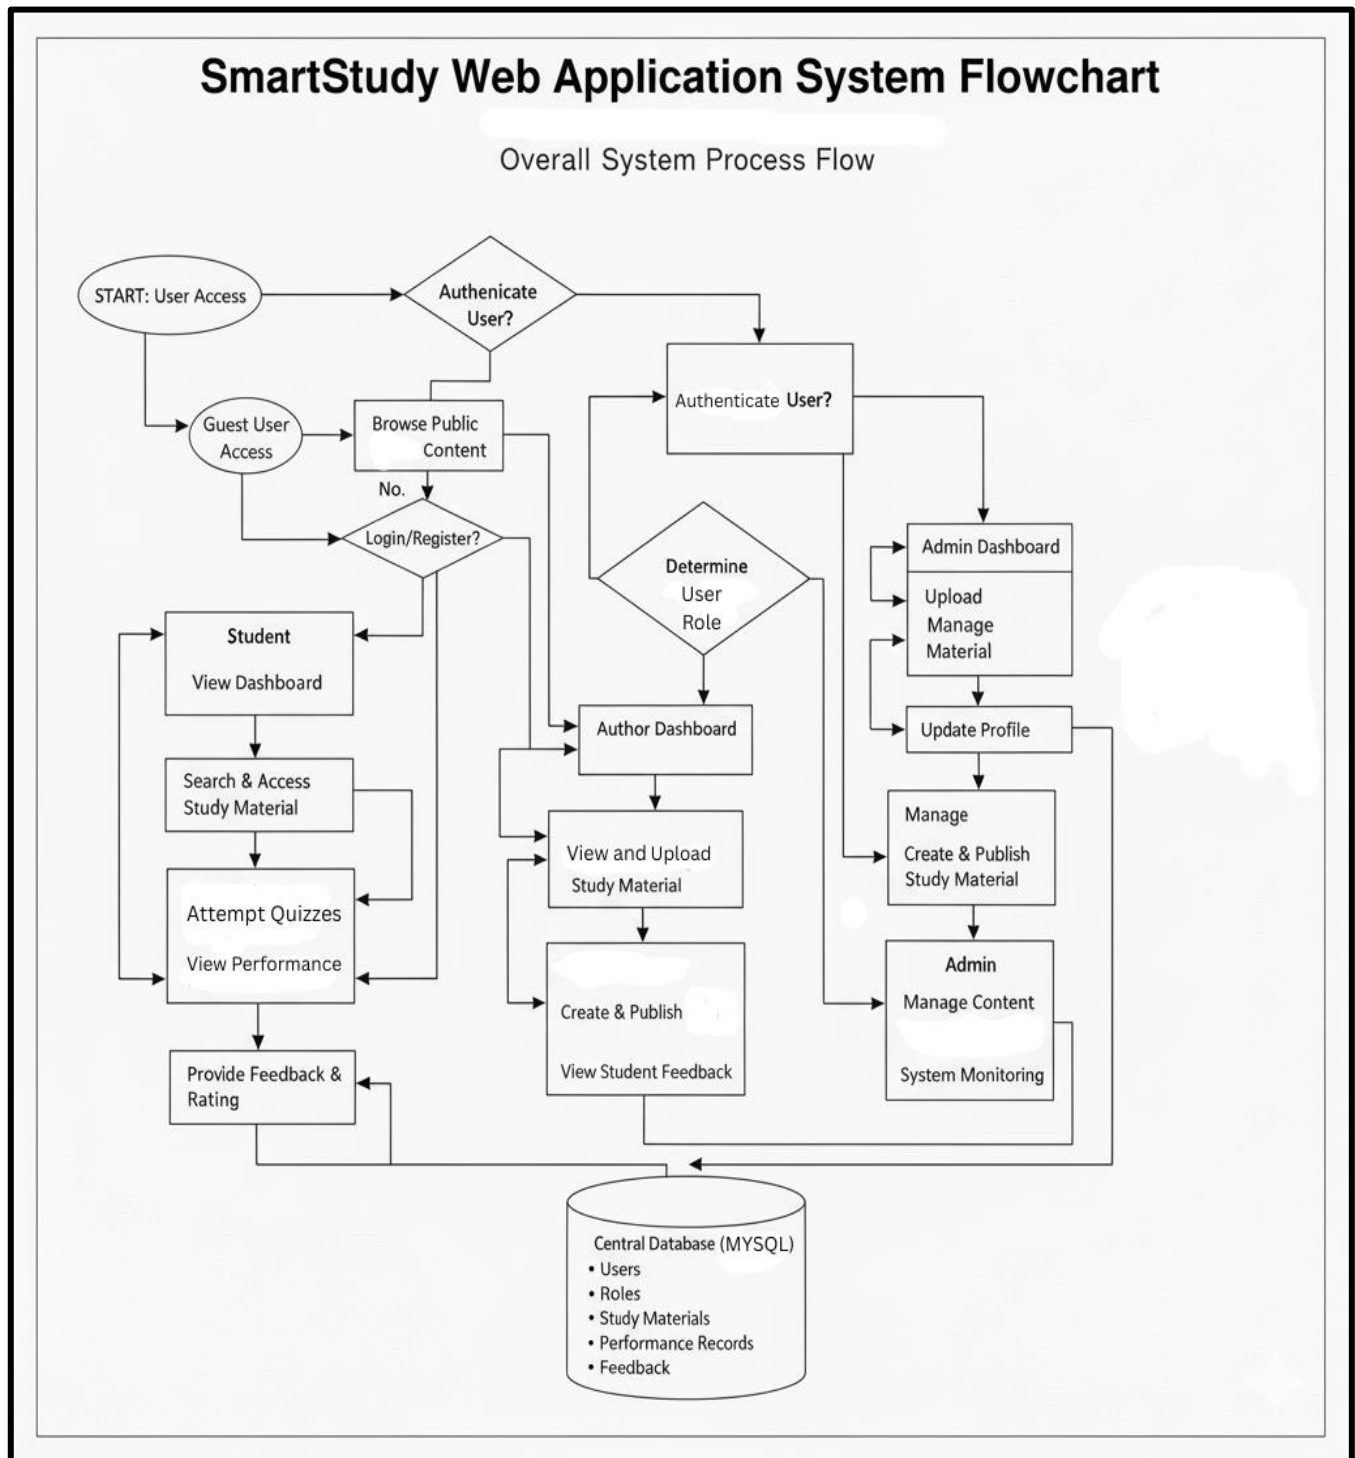 SmartStudy Web Application System Flowchart
Overall System Process Flow
START: User Access
Authenicate
User?
Guest User
Access
Browse Public
Content
No.
Login/Register?
Authenticate User?
Determine
User
Role
Student
View Dashboard
Search & Access
Study Material
Attempt Quizzes
View Performance
Provide Feedback &
Rating
Author Dashboard
View and Upload
Study Material
Create & Publish
View Student Feedback
Admin Dashboard
Upload
Manage
Material
Update Profile
Manage
Create & Publish
Study Material
Admin
Manage Content
System Monitoring
Central Database (MYSQL)
• Users
• Roles
• Study Materials
• Performance Records
• Feedback